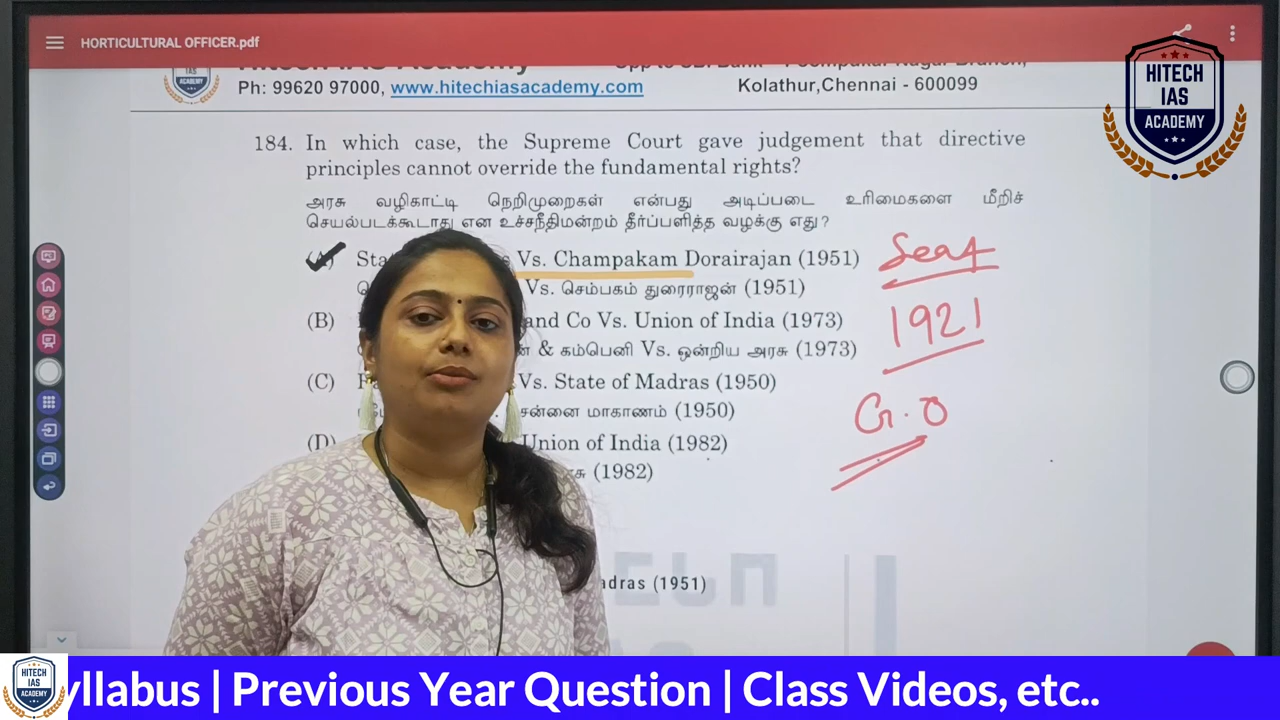 HORTICULTURAL OFFICER.pdf
HITECH
IAS
ACADEMY
Ph: 99620 97000, www.hitechiasacademy.com
Kolathur,Chennai - 600099
184. In which case, the Supreme Court gave judgement that directive
principles cannot override the fundamental rights?
அரசு வழிகாட்டி நெறிமுறைகள் என்பது அடிப்படை உரிமைகளை மீறிச்
செயல்படக்கூடாது என உச்சநீதிமன்றம் தீர்ப்பளித்த வழக்கு எது?
(A) Vs. Champakam Dorairajan (1951)
Vs. செம்பகம் துரைராஜன் (1951)
Seat
1921
G.O
(B) and Co Vs. Union of India (1973)
& கம்பெனி Vs. ஒன்றிய அரசு (1973)
(C) Vs. State of Madras (1950)
சென்னை மாகாணம் (1950)
(D) Union of India (1982)
(1982)
(1951)
HITECH
IAS
ACADEMY
| Previous Year Question | Class Videos, etc..